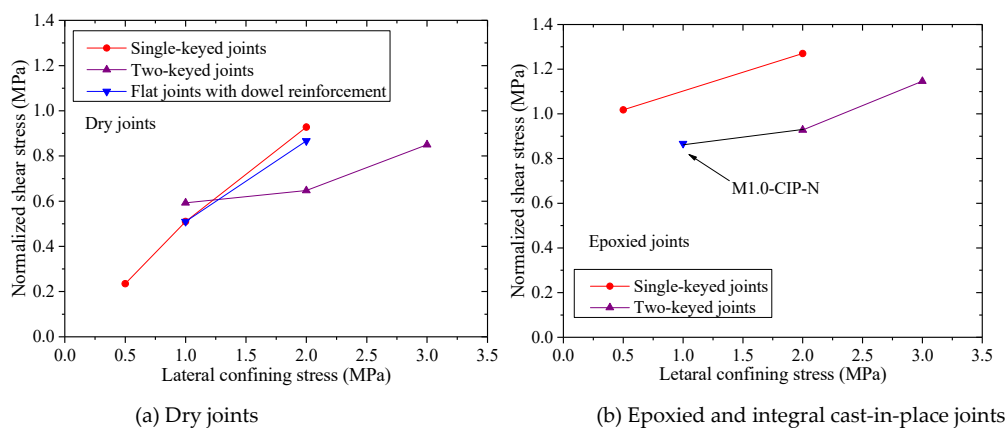 1.4
1.2
1.0
0.8
0.6
0.4
0.2
0.0
Normalized shear stress (MPa)
Single-keyed joints
Two-keyed joints
Flat joints with dowel reinforcement
Dry joints
0.0 0.5 1.0 1.5 2.0 2.5 3.0 3.5
Lateral confining stress (MPa)
(a) Dry joints
1.4
1.2
1.0
0.8
0.6
0.4
0.2
0.0
Normalized shear stress (MPa)
M1.0-CIP-N
Epoxied joints
Single-keyed joints
Two-keyed joints
0.0 0.5 1.0 1.5 2.0 2.5 3.0 3.5
Letaral confining stress (MPa)
(b) Epoxied and integral cast-in-place joints